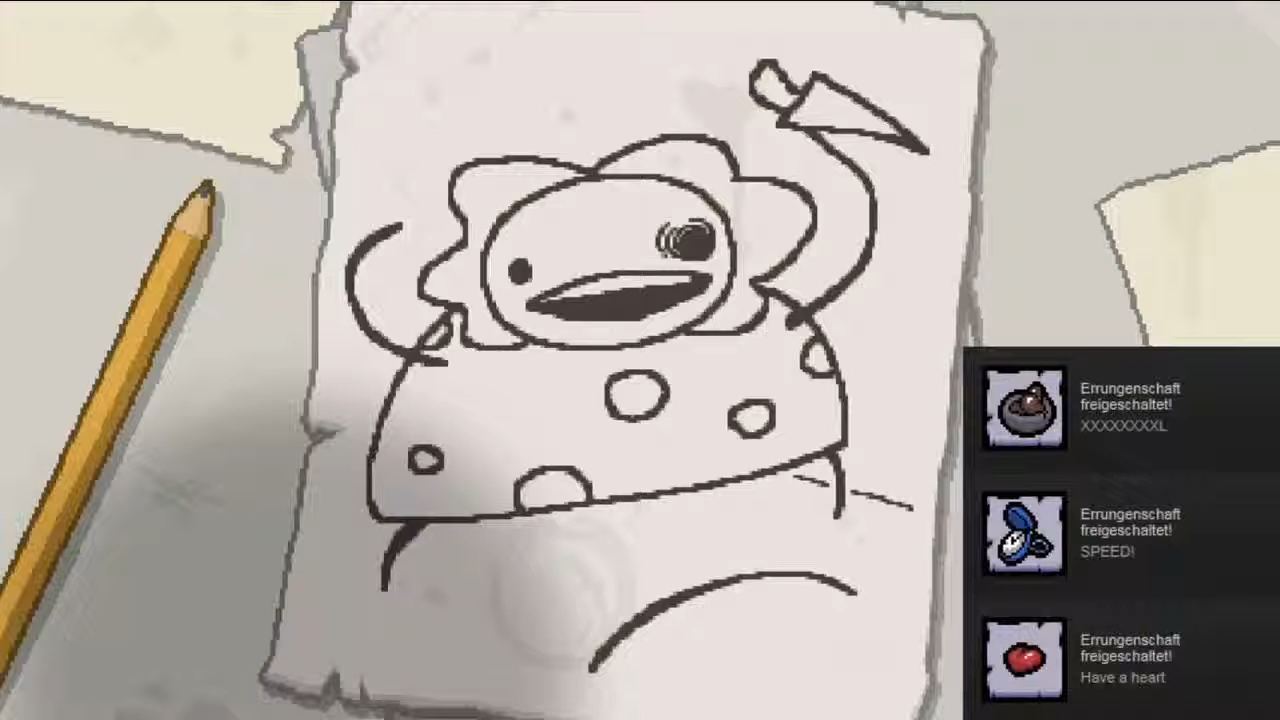 Errungenschaft
freigeschaltet!
XXXXXXXXL
Errungenschaft
freigeschaltet!
SPEED!
Errungenschaft
freigeschaltet!
Have a heart